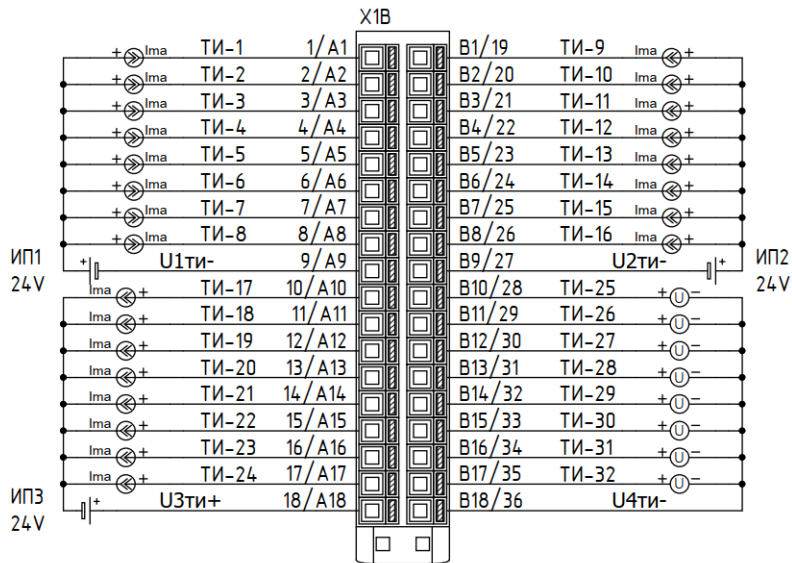 X1B
+ Ima ТИ-1 1/A1 B1/19 ТИ-9 Ima +
+ Ima ТИ-2 2/A2 B2/20 ТИ-10 Ima +
+ Ima ТИ-3 3/A3 B3/21 ТИ-11 Ima +
+ Ima ТИ-4 4/A4 B4/22 ТИ-12 Ima +
+ Ima ТИ-5 5/A5 B5/23 ТИ-13 Ima +
+ Ima ТИ-6 6/A6 B6/24 ТИ-14 Ima +
+ Ima ТИ-7 7/A7 B7/25 ТИ-15 Ima +
+ Ima ТИ-8 8/A8 B8/26 ТИ-16 Ima +
ИП1 + U1ти- 9/A9 B9/27 U2ти- + ИП2
24V 24V
Ima + ТИ-17 10/A10 B10/28 ТИ-25 + U -
Ima + ТИ-18 11/A11 B11/29 ТИ-26 + U -
Ima + ТИ-19 12/A12 B12/30 ТИ-27 + U -
Ima + ТИ-20 13/A13 B13/31 ТИ-28 + U -
Ima + ТИ-21 14/A14 B14/32 ТИ-29 + U -
Ima + ТИ-22 15/A15 B15/33 ТИ-30 + U -
Ima + ТИ-23 16/A16 B16/34 ТИ-31 + U -
Ima + ТИ-24 17/A17 B17/35 ТИ-32 + U -
ИП3 + U3ти+ 18/A18 B18/36 U4ти-
24V